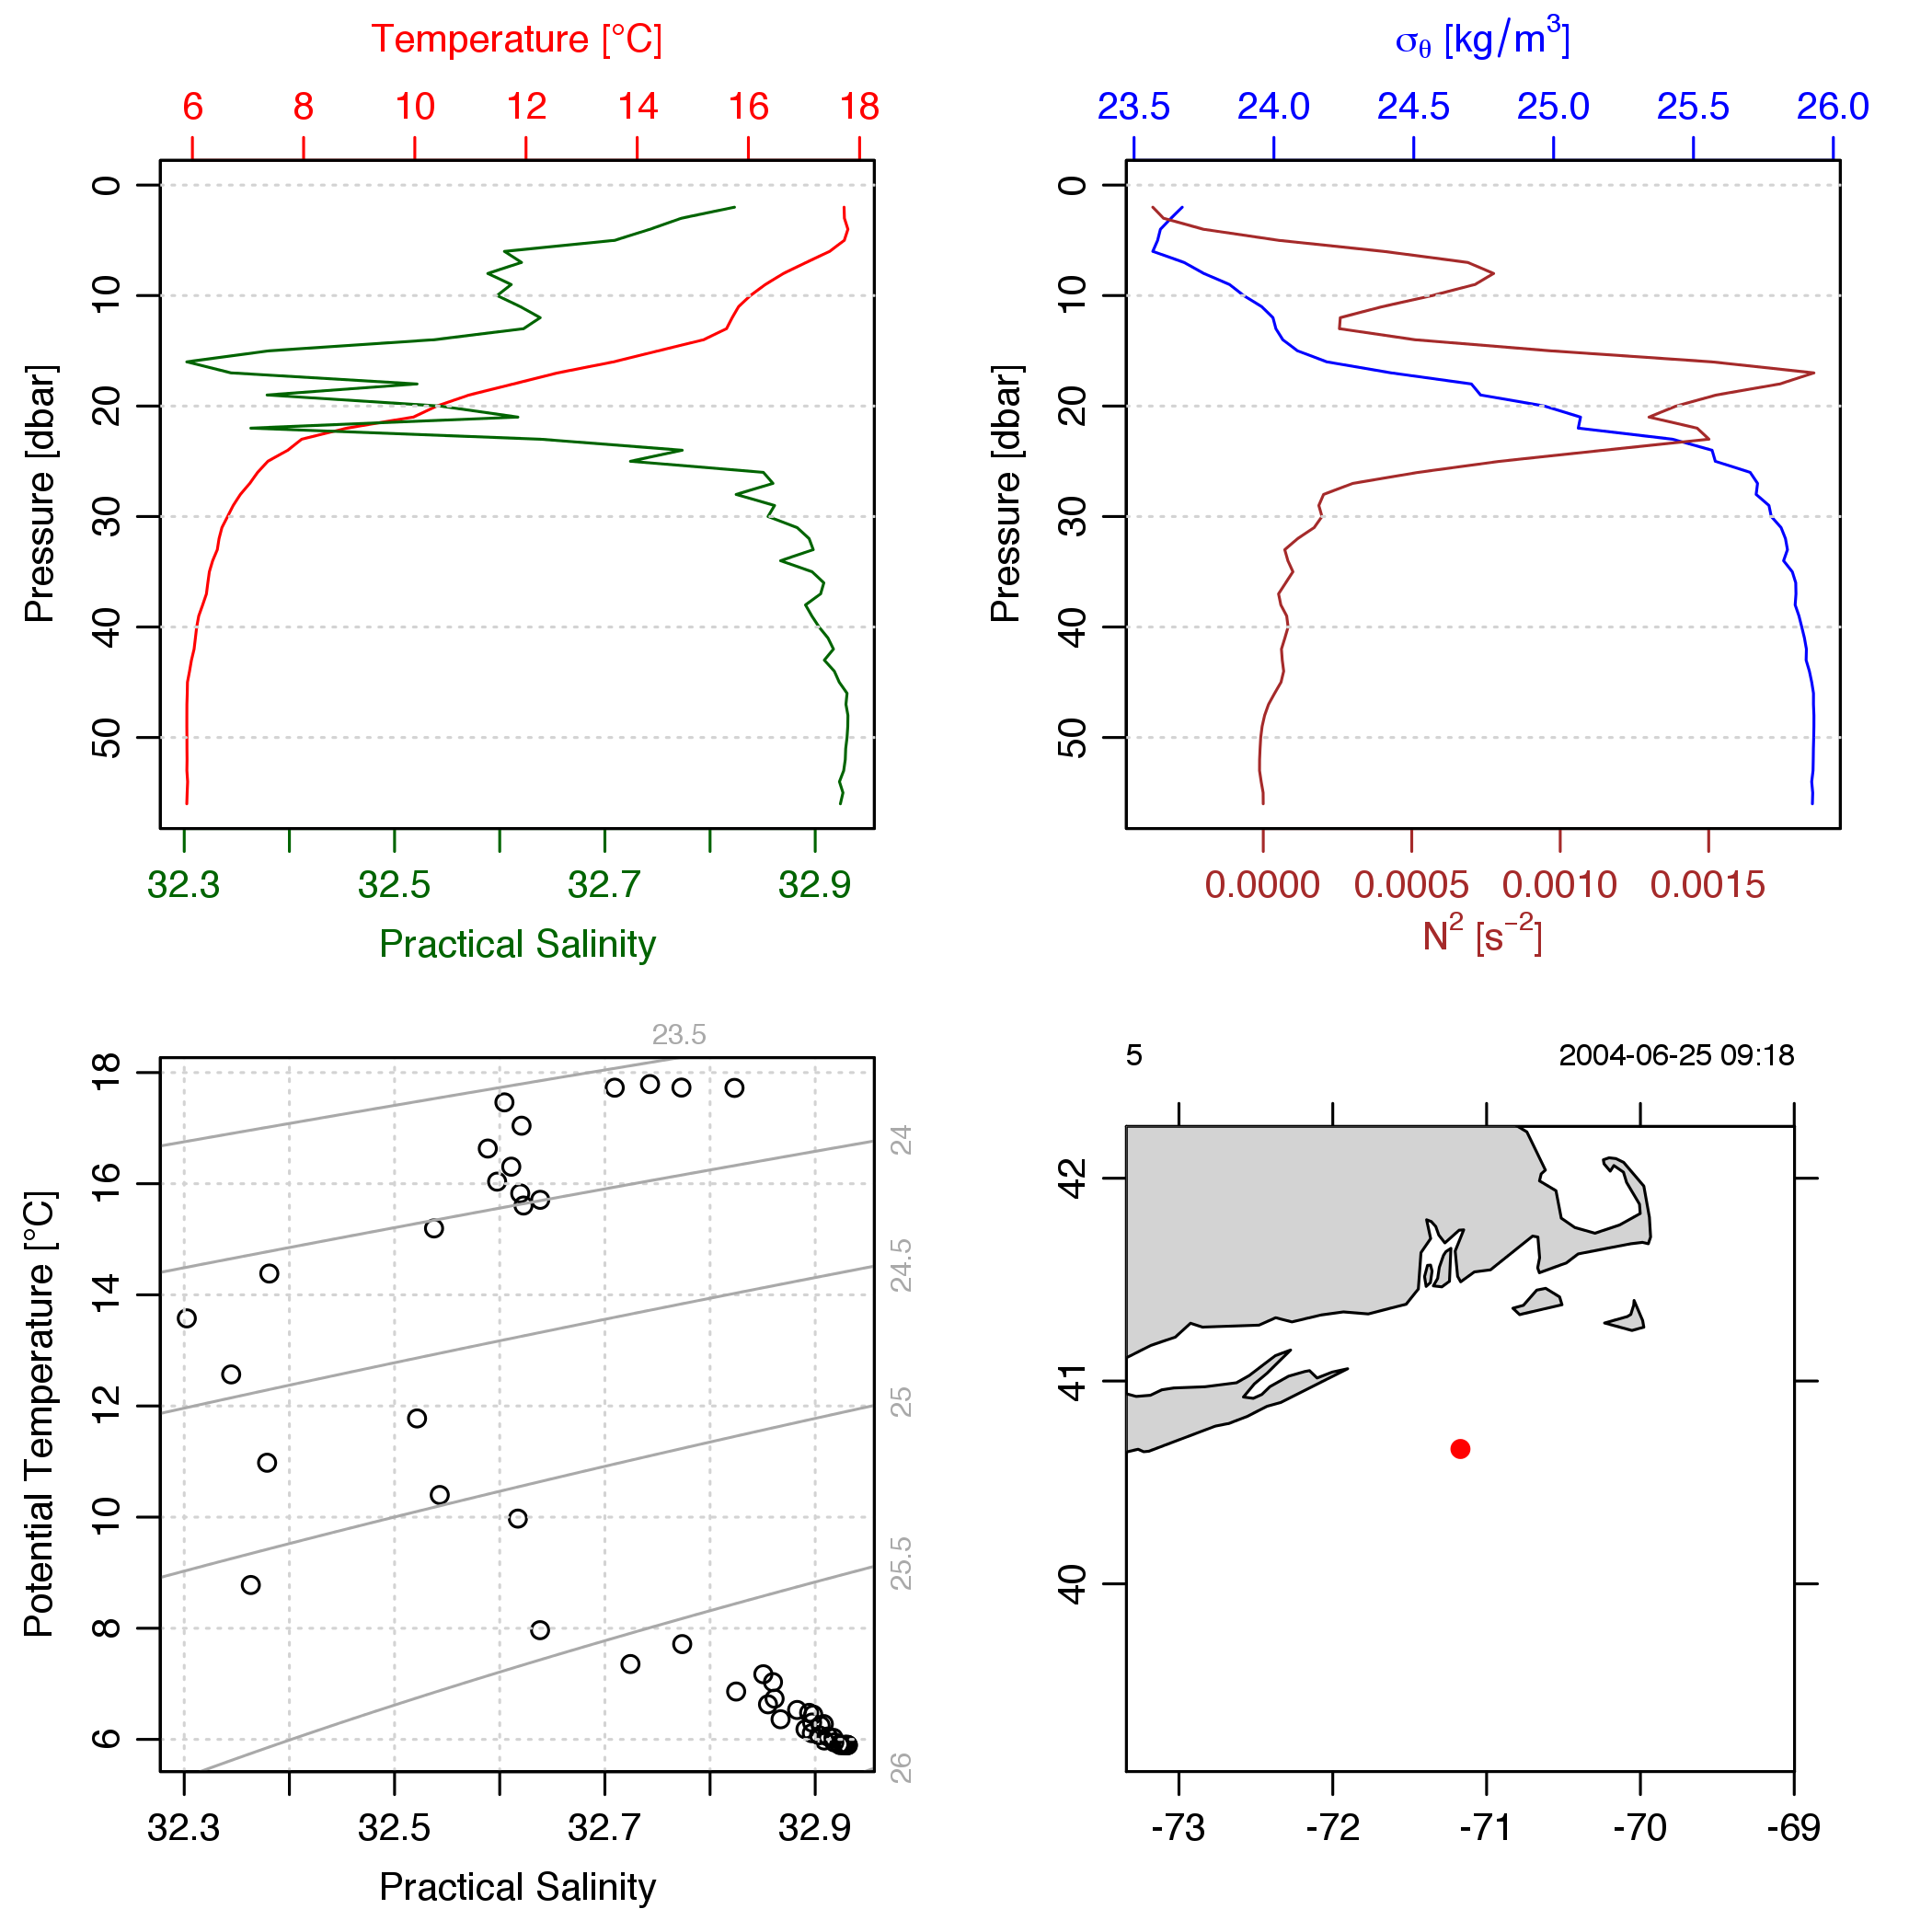 Temperature [°C]
6 8 10 12 14 16 18
0
10
20
30
40
50
Pressure [dbar]
32.3 32.5 32.7 32.9
Practical Salinity
σθ [kg/m³]
23.5 24.0 24.5 25.0 25.5 26.0
0
10
20
30
40
50
Pressure [dbar]
0.0000 0.0005 0.0010 0.0015
N² [s⁻²]
23.5
18
16
14
12
10
8
6
Potential Temperature [°C]
24
24.5
25
25.5
26
32.3 32.5 32.7 32.9
Practical Salinity
5 2004-06-25 09:18
42
41
40
-73 -72 -71 -70 -69